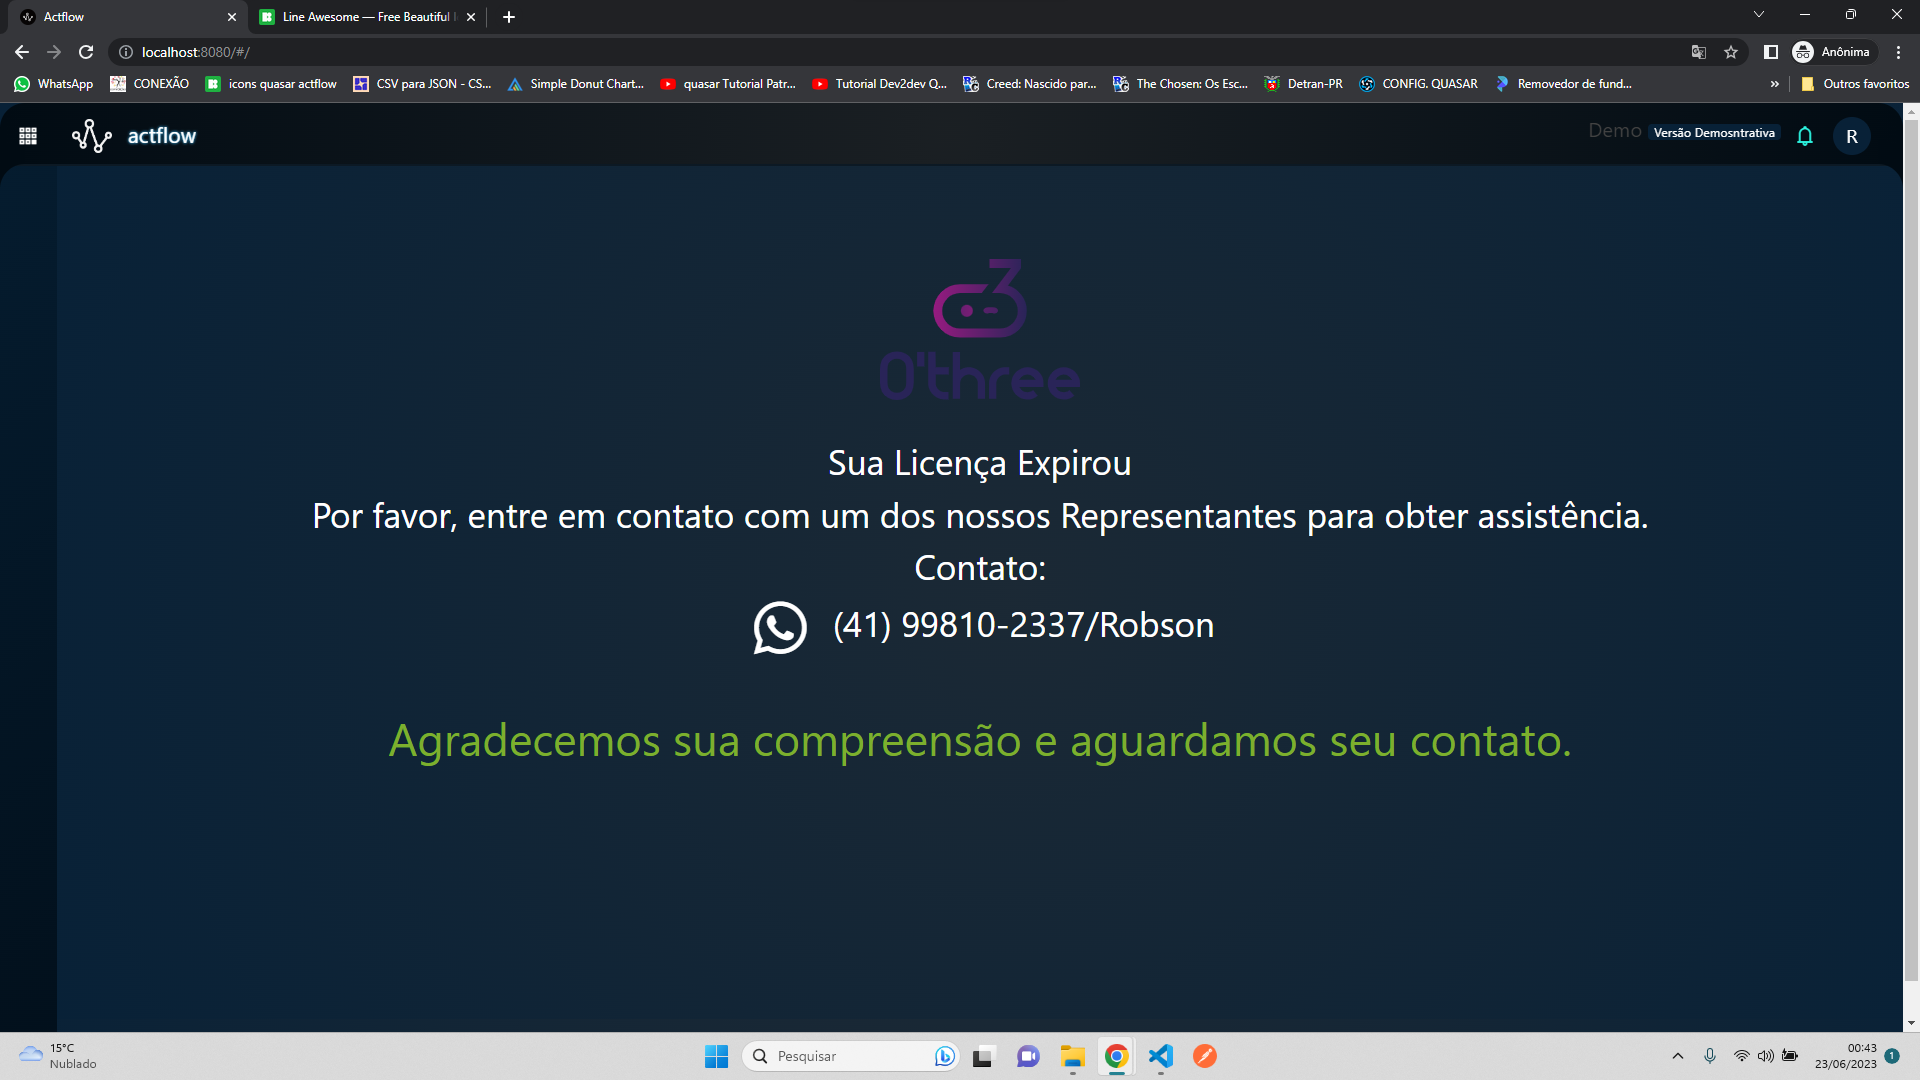 Actflow
Line Awesome — Free Beautiful I
localhost:8080/#/
Anônima
WhatsApp
CONEXÃO
icons quasar actflow
CSV para JSON - CS...
Simple Donut Chart...
quasar Tutorial Patr...
Tutorial Dev2dev Q...
Creed: Nascido par...
The Chosen: Os Esc...
Detran-PR
CONFIG. QUASAR
Removedor de fund...
»
Outros favoritos
actflow
Demo
Versão Demosntrativa
R
3
O'three
Sua Licença Expirou
Por favor, entre em contato com um dos nossos Representantes para obter assistência.
Contato:
(41) 99810-2337/Robson
Agradecemos sua compreensão e aguardamos seu contato.
15°C
Nublado
Pesquisar
00:43
23/06/2023
1